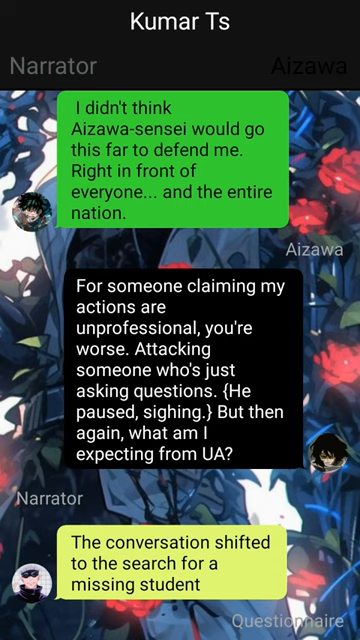 Kumar Ts
Narrator
Aizawa
I didn't think
Aizawa-sensei would go
this far to defend me.
Right in front of
everyone... and the entire
nation.
Aizawa
For someone claiming my
actions are
unprofessional, you're
worse. Attacking
someone who's just
asking questions. {He
paused, sighing.} But then
again, what am I
expecting from UA?
Narrator
The conversation shifted
to the search for a
missing student
Questionnaire